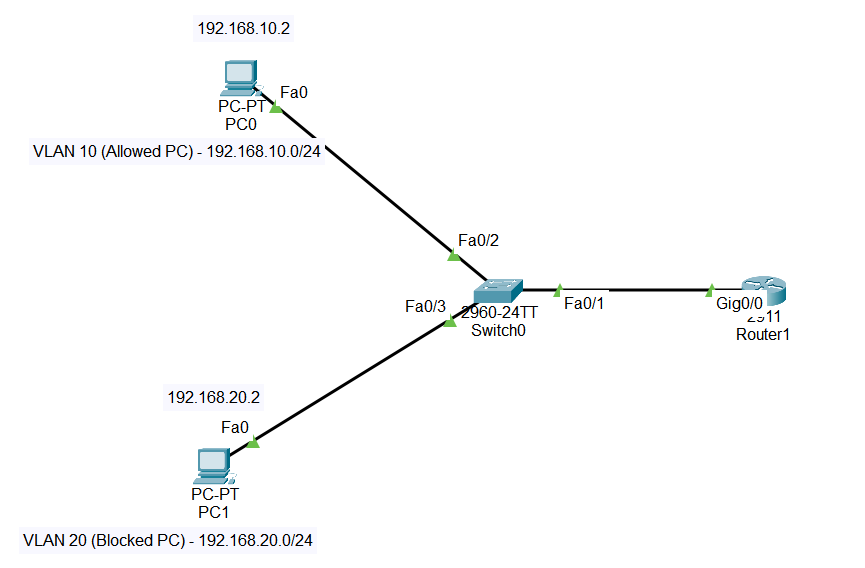 192.168.10.2
Fa0
PC-PT
PC0
VLAN 10 (Allowed PC) - 192.168.10.0/24
Fa0/2
Fa0/3
2960-24TT
Switch0
Fa0/1
Gig0/0
2911
Router1
192.168.20.2
Fa0
PC-PT
PC1
VLAN 20 (Blocked PC) - 192.168.20.0/24